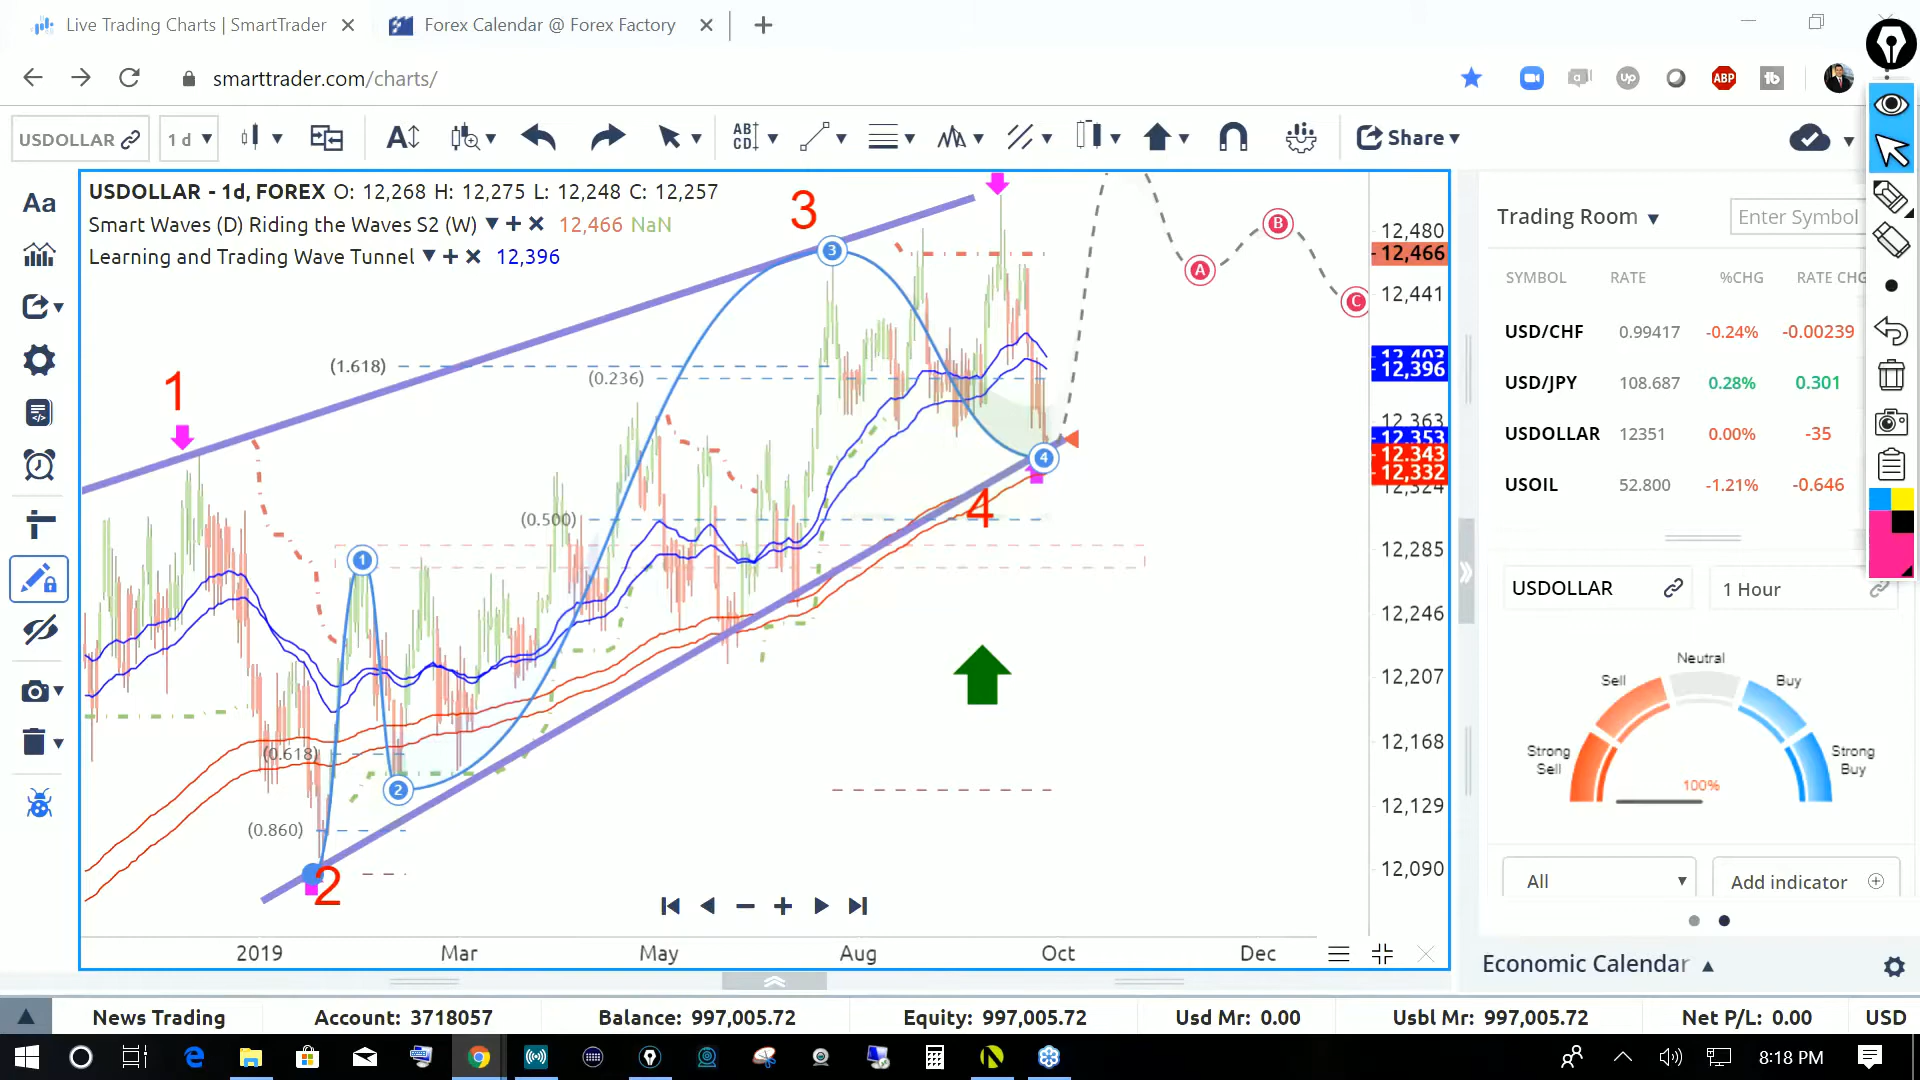 Live Trading Charts | SmartTrader
Forex Calendar @ Forex Factory
smarttrader.com/charts/
up
ABP
tb
USDOLLAR
1 d
Share
USDOLLAR - 1d, FOREX O: 12,268 H: 12,275 L: 12,248 C: 12,257
Smart Waves (D) Riding the Waves S2 (W) 12,466 NaN
Learning and Trading Wave Tunnel 12,396
Aa
3
3
B
A
C
12,480
12,466
12,441
12,403
12,396
12,363
12,353
12,343
12,332
12,324
12,285
12,246
12,207
12,168
12,129
12,090
(1.618)
(0.236)
1
4
4
(0.500)
1
(0.618)
2
(0.860)
2
2019 Mar May Aug Oct Dec
Trading Room
Enter Symbol
SYMBOL RATE %CHG RATE CHG
USD/CHF 0.99417 -0.24% -0.00239
USD/JPY 108.687 0.28% 0.301
USDOLLAR 12351 0.00% -35
USOIL 52.800 -1.21% -0.646
USDOLLAR
1 Hour
Neutral
Sell
Buy
Strong Sell
Strong Buy
100%
All
Add indicator
Economic Calendar
News Trading Account: 3718057 Balance: 997,005.72 Equity: 997,005.72 Usd Mr: 0.00 Usbl Mr: 997,005.72 Net P/L: 0.00 USD
8:18 PM